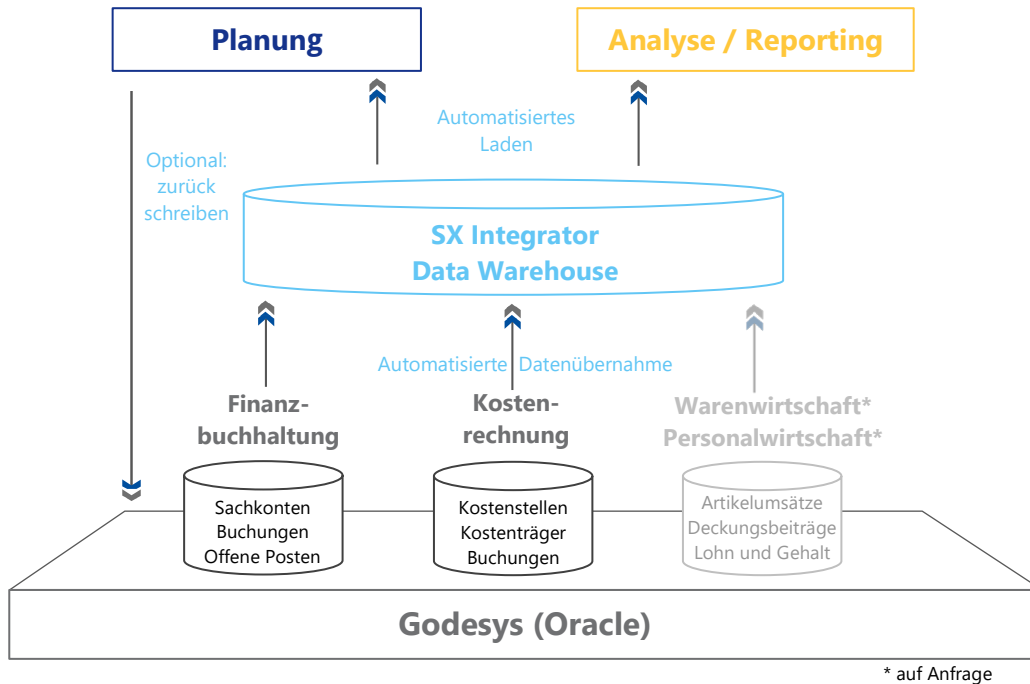 Planung
Analyse / Reporting
Automatisiertes
Laden
Optional:
zurück
schreiben
SX Integrator
Data Warehouse
Automatisierte Datenübernahme
Finanz-
buchhaltung
Kosten-
rechnung
Warenwirtschaft*
Personalwirtschaft*
Sachkonten
Buchungen
Offene Posten
Kostenstellen
Kostenträger
Buchungen
Artikelumsätze
Deckungsbeiträge
Lohn und Gehalt
Godesys (Oracle)
* auf Anfrage